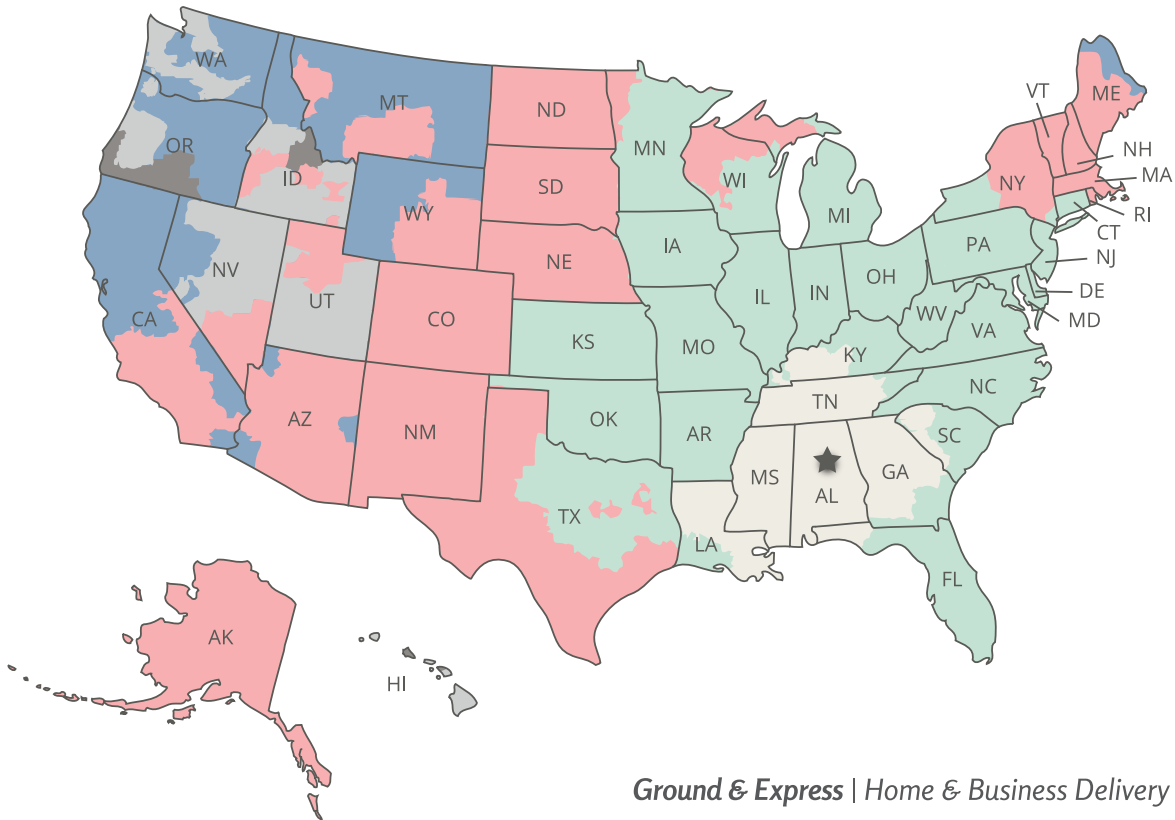 WA
MT
ND
MN
VT
ME
OR
ID
WY
SD
WI
MI
NY
NH
MA
RI
CT
NV
UT
NE
IA
PA
NJ
CA
CO
KS
IL
IN
OH
DE
MD
MO
KY
WV
VA
AZ
NM
OK
AR
TN
NC
SC
TX
LA
MS
AL
GA
FL
AK
HI
Ground & Express | Home & Business Delivery